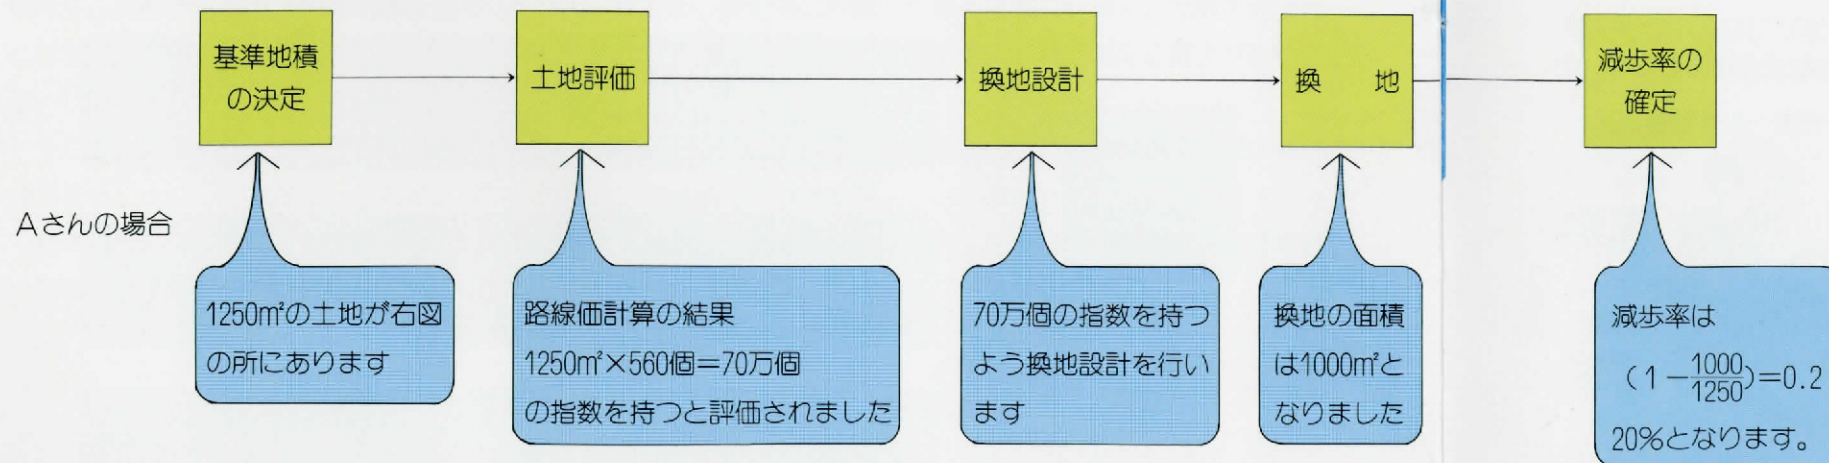 基準地積
の決定
土地評価
換地設計
換　地
減歩率の
確定
Aさんの場合
1250㎡の土地が右図
の所にあります
路線価計算の結果
1250㎡×560個=70万個
の指数を持つと評価されました
70万個の指数を持つ
よう換地設計を行い
ます
換地の面積
は1000㎡と
なりました
減歩率は
(1-1000/1250)=0.2
20%となります。